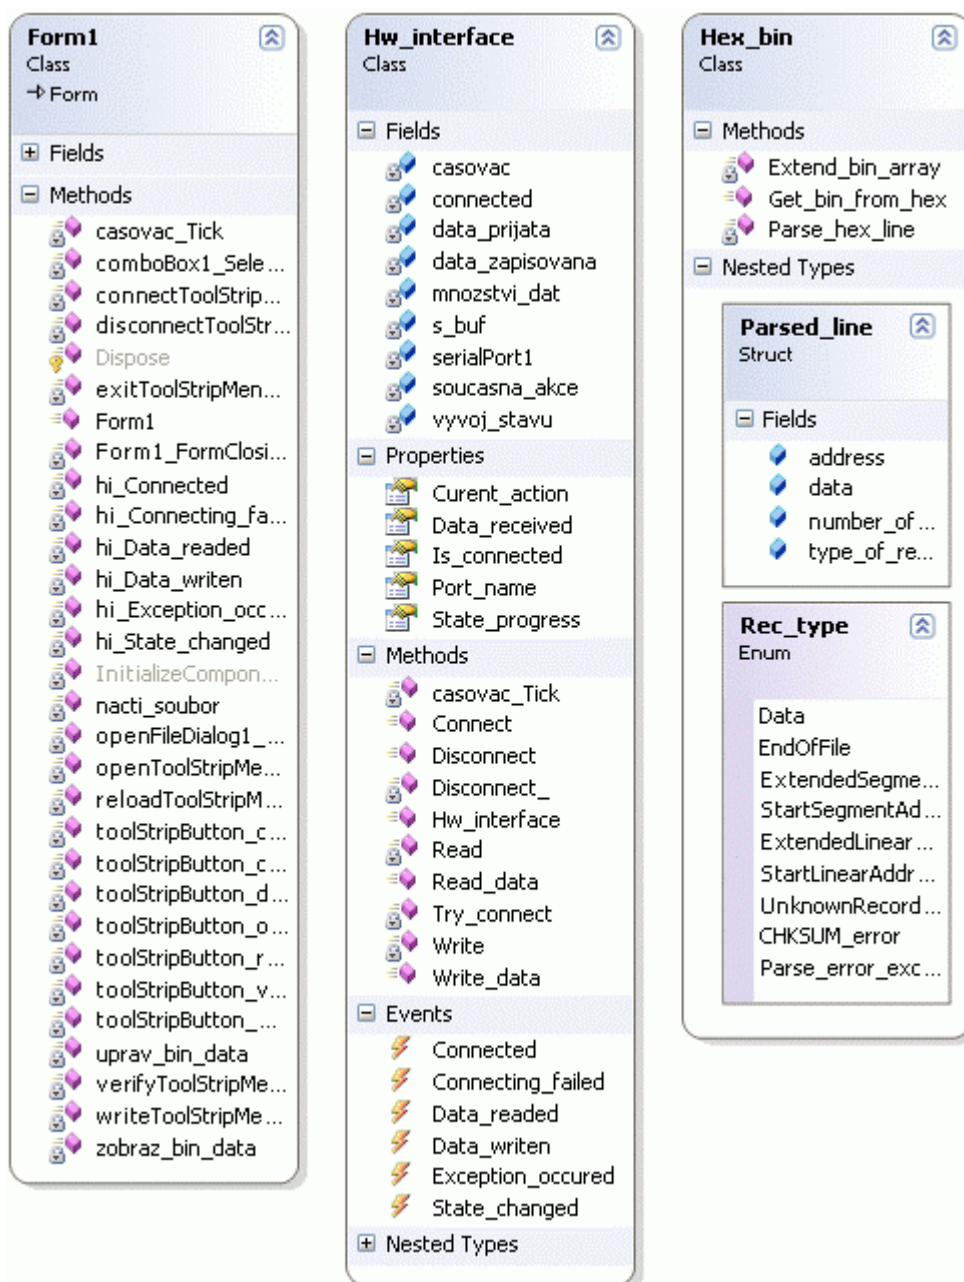 Form1
Class
Form
Fields
Methods
casovac_Tick
comboBox1_Sele...
connectToolStrip...
disconnectToolStr...
Dispose
exitToolStripMen...
Form1
Form1_FormClosi...
hi_Connected
hi_Connecting_fa...
hi_Data_readed
hi_Data_writen
hi_Exception_occ...
hi_State_changed
InitializeCompon...
nacti_soubor
openFileDialog1_...
openToolStripMe...
reloadToolStripM...
toolStripButton_c...
toolStripButton_c...
toolStripButton_d...
toolStripButton_o...
toolStripButton_r...
toolStripButton_v...
toolStripButton_...
uprav_bin_data
verifyToolStripMe...
writeToolStripMe...
zobraz_bin_data
Hw_interface
Class
Fields
casovac
connected
data_prijata
data_zapisovana
mnozstvi_dat
s_buf
serialPort1
soucasna_akce
vyvoj_stavu
Properties
Curent_action
Data_received
Is_connected
Port_name
State_progress
Methods
casovac_Tick
Connect
Disconnect
Disconnect_
Hw_interface
Read
Read_data
Try_connect
Write
Write_data
Events
Connected
Connecting_failed
Data_readed
Data_writen
Exception_occured
State_changed
Nested Types
Hex_bin
Class
Methods
Extend_bin_array
Get_bin_from_hex
Parse_hex_line
Nested Types
Parsed_line
Struct
Fields
address
data
number_of...
type_of_re...
Rec_type
Enum
Data
EndOfFile
ExtendedSegme...
StartSegmentAd...
ExtendedLinear...
StartLinearAddr...
UnknownRecord...
CHKSUM_error
Parse_error_exc...